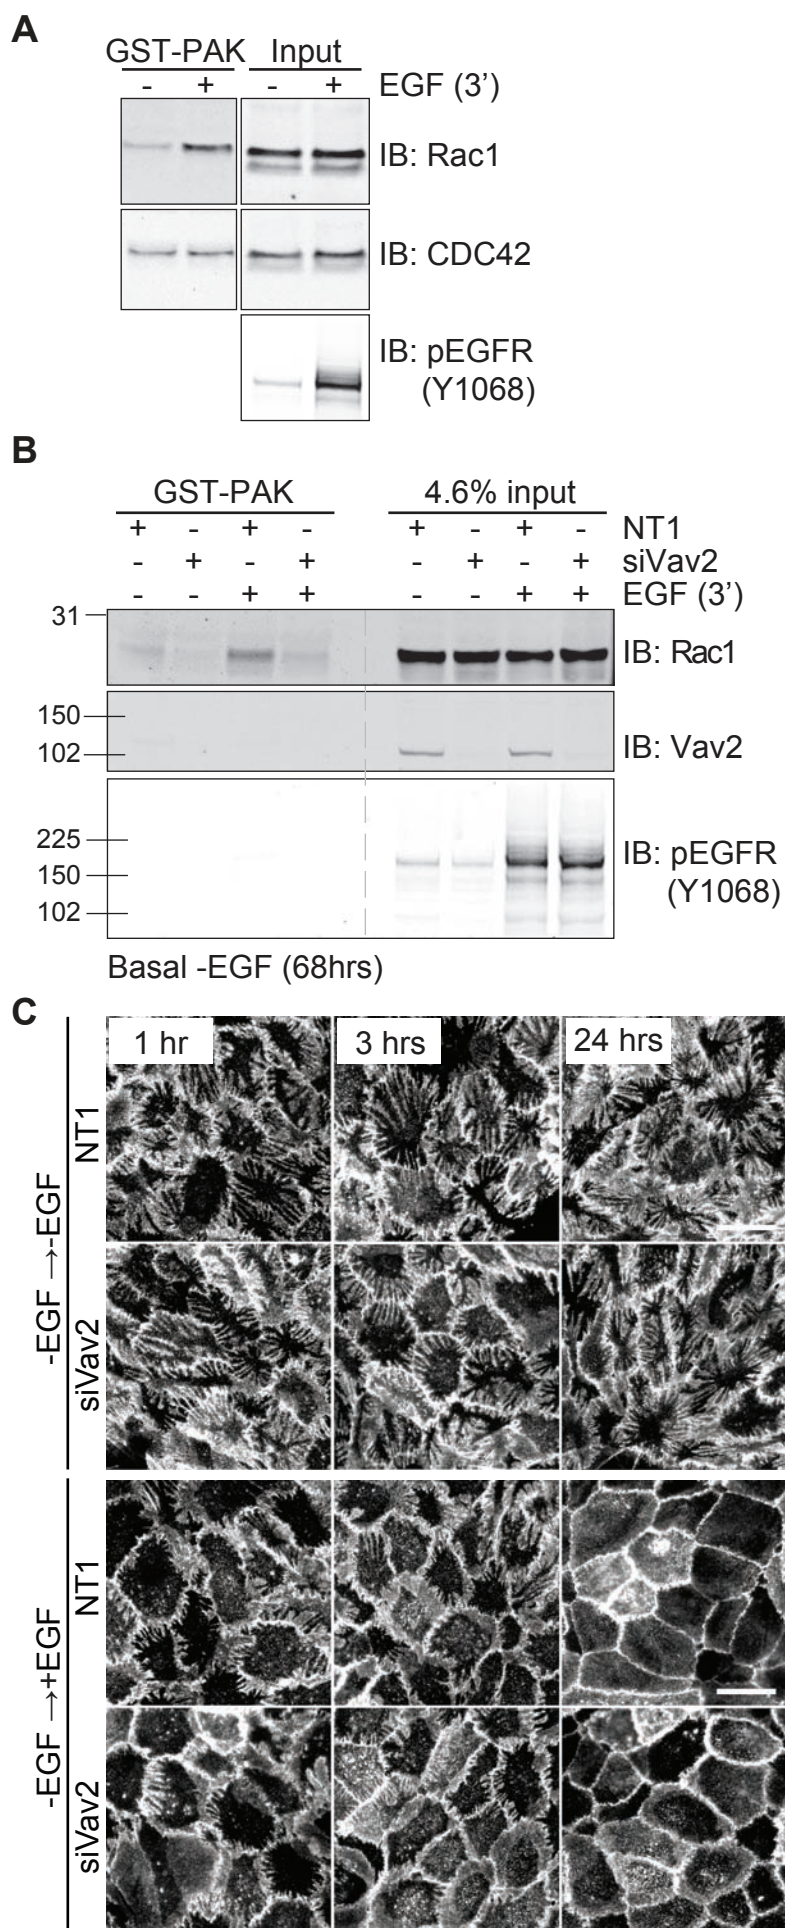 A
GST-PAK Input
- + - + EGF (3')
IB: Rac1
IB: CDC42
IB: pEGFR
(Y1068)
B
GST-PAK 4.6% input
+ - + - + - + - NT1
- + - + - + - + siVav2
- - + + - - + + EGF (3')
31
IB: Rac1
150
102
IB: Vav2
225
150
102
IB: pEGFR
(Y1068)
Basal -EGF (68hrs)
C
1 hr 3 hrs 24 hrs
-EGF →-EGF
NT1
siVav2
-EGF →+EGF
NT1
siVav2